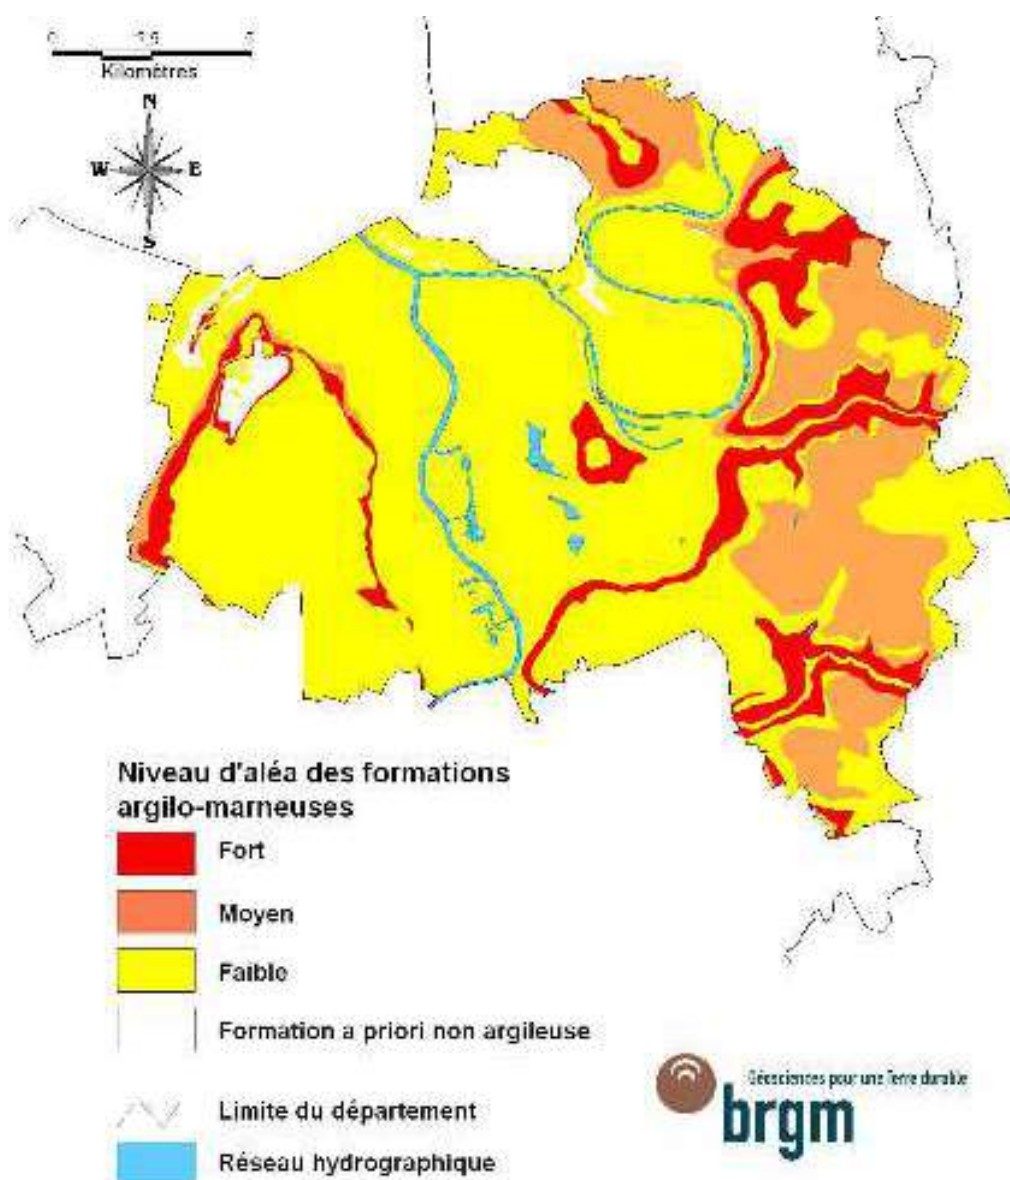 Kilomètres
N
W E
S
Niveau d'aléa des formations
argilo-marneuses
Fort
Moyen
Faible
Formation a priori non argileuse
Limite du département
Réseau hydrographique
Géosciences pour une Terre durable
brgm